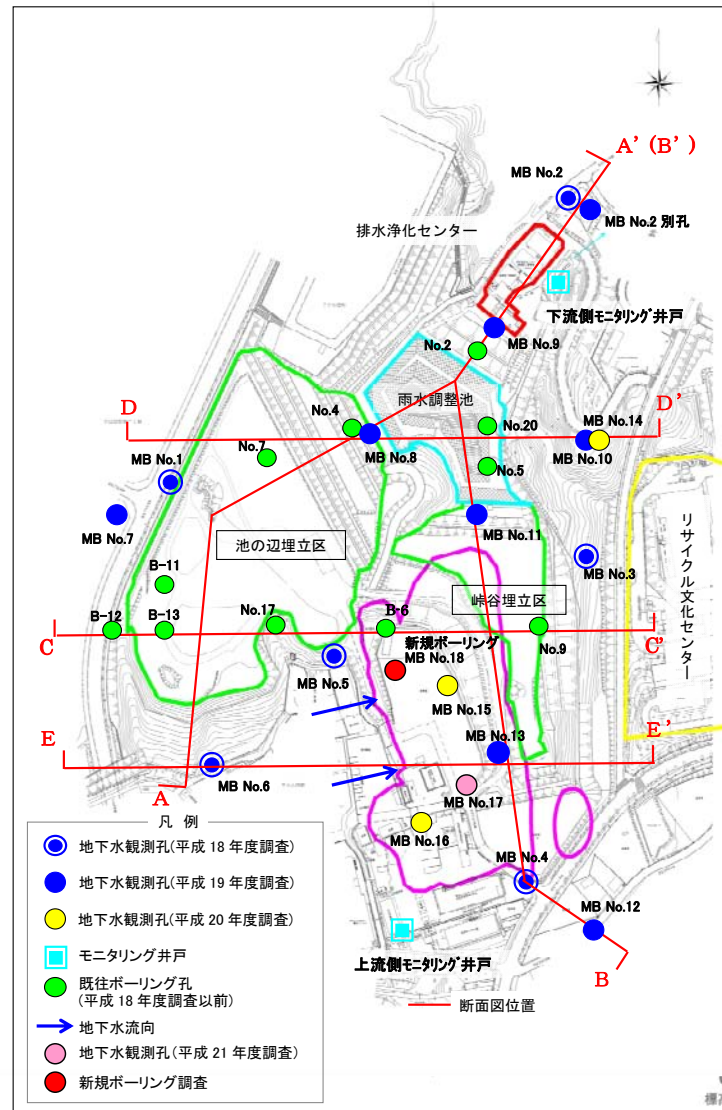 A' (B')
MB No.2
MB No.2 別孔
排水浄化センター
下流側モニタリング井戸
MB No.9
No.2
雨水調整池
No.4
No.20
MB No.14
D
D'
No.7
MB No.8
MB No.10
MB No.1
No.5
MB No.7
MB No.11
池の辺埋立区
リサイクル文化センター
MB No.3
B-11
峠谷埋立区
B-12
B-13
No.17
B-6
C
C'
新規ボーリング
MB No.18
No.9
MB No.5
MB No.15
MB No.13
E
E'
MB No.6
A
MB No.17
MB No.16
MB No.4
MB No.12
上流側モニタリング井戸
B
断面図位置
凡 例
地下水観測孔(平成 18 年度調査)
地下水観測孔(平成 19 年度調査)
地下水観測孔(平成 20 年度調査)
モニタリング井戸
既往ボーリング孔
(平成 18 年度調査以前)
地下水流向
地下水観測孔(平成 21 年度調査)
新規ボーリング調査